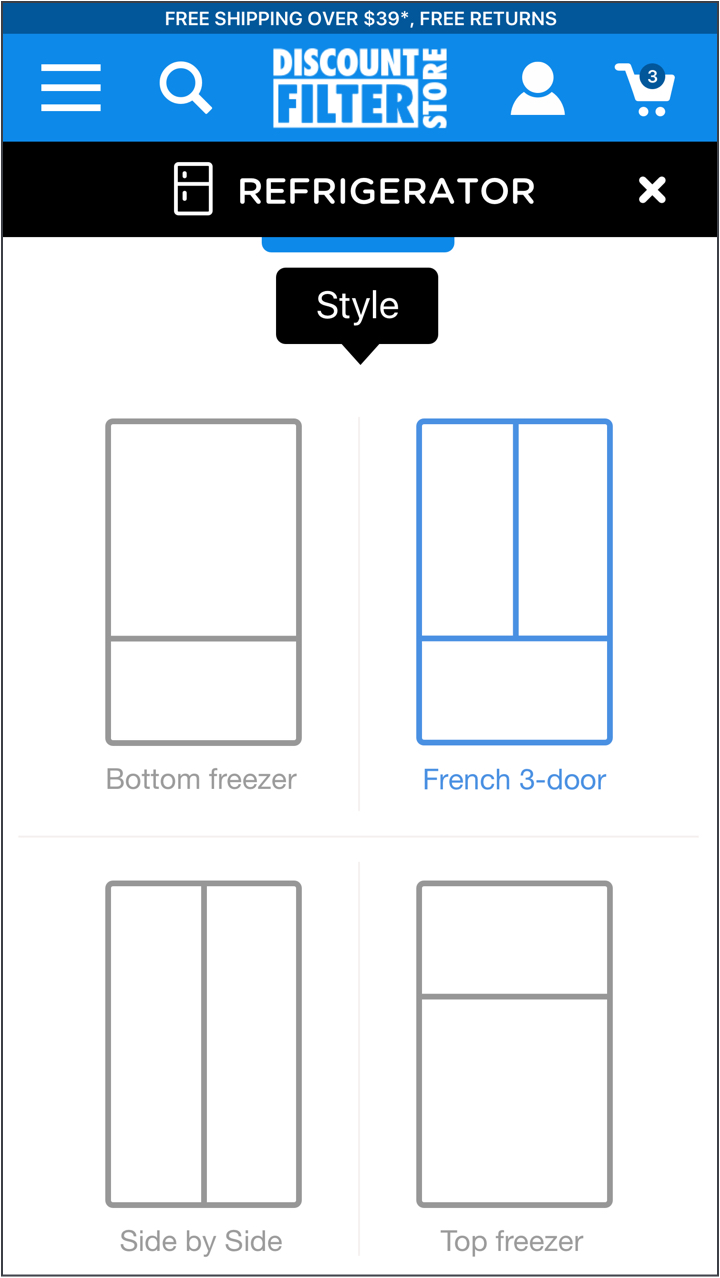 FREE SHIPPING OVER $39*, FREE RETURNS
DISCOUNT
FILTER
STORE
3
REFRIGERATOR
Style
Bottom freezer
French 3-door
Side by Side
Top freezer